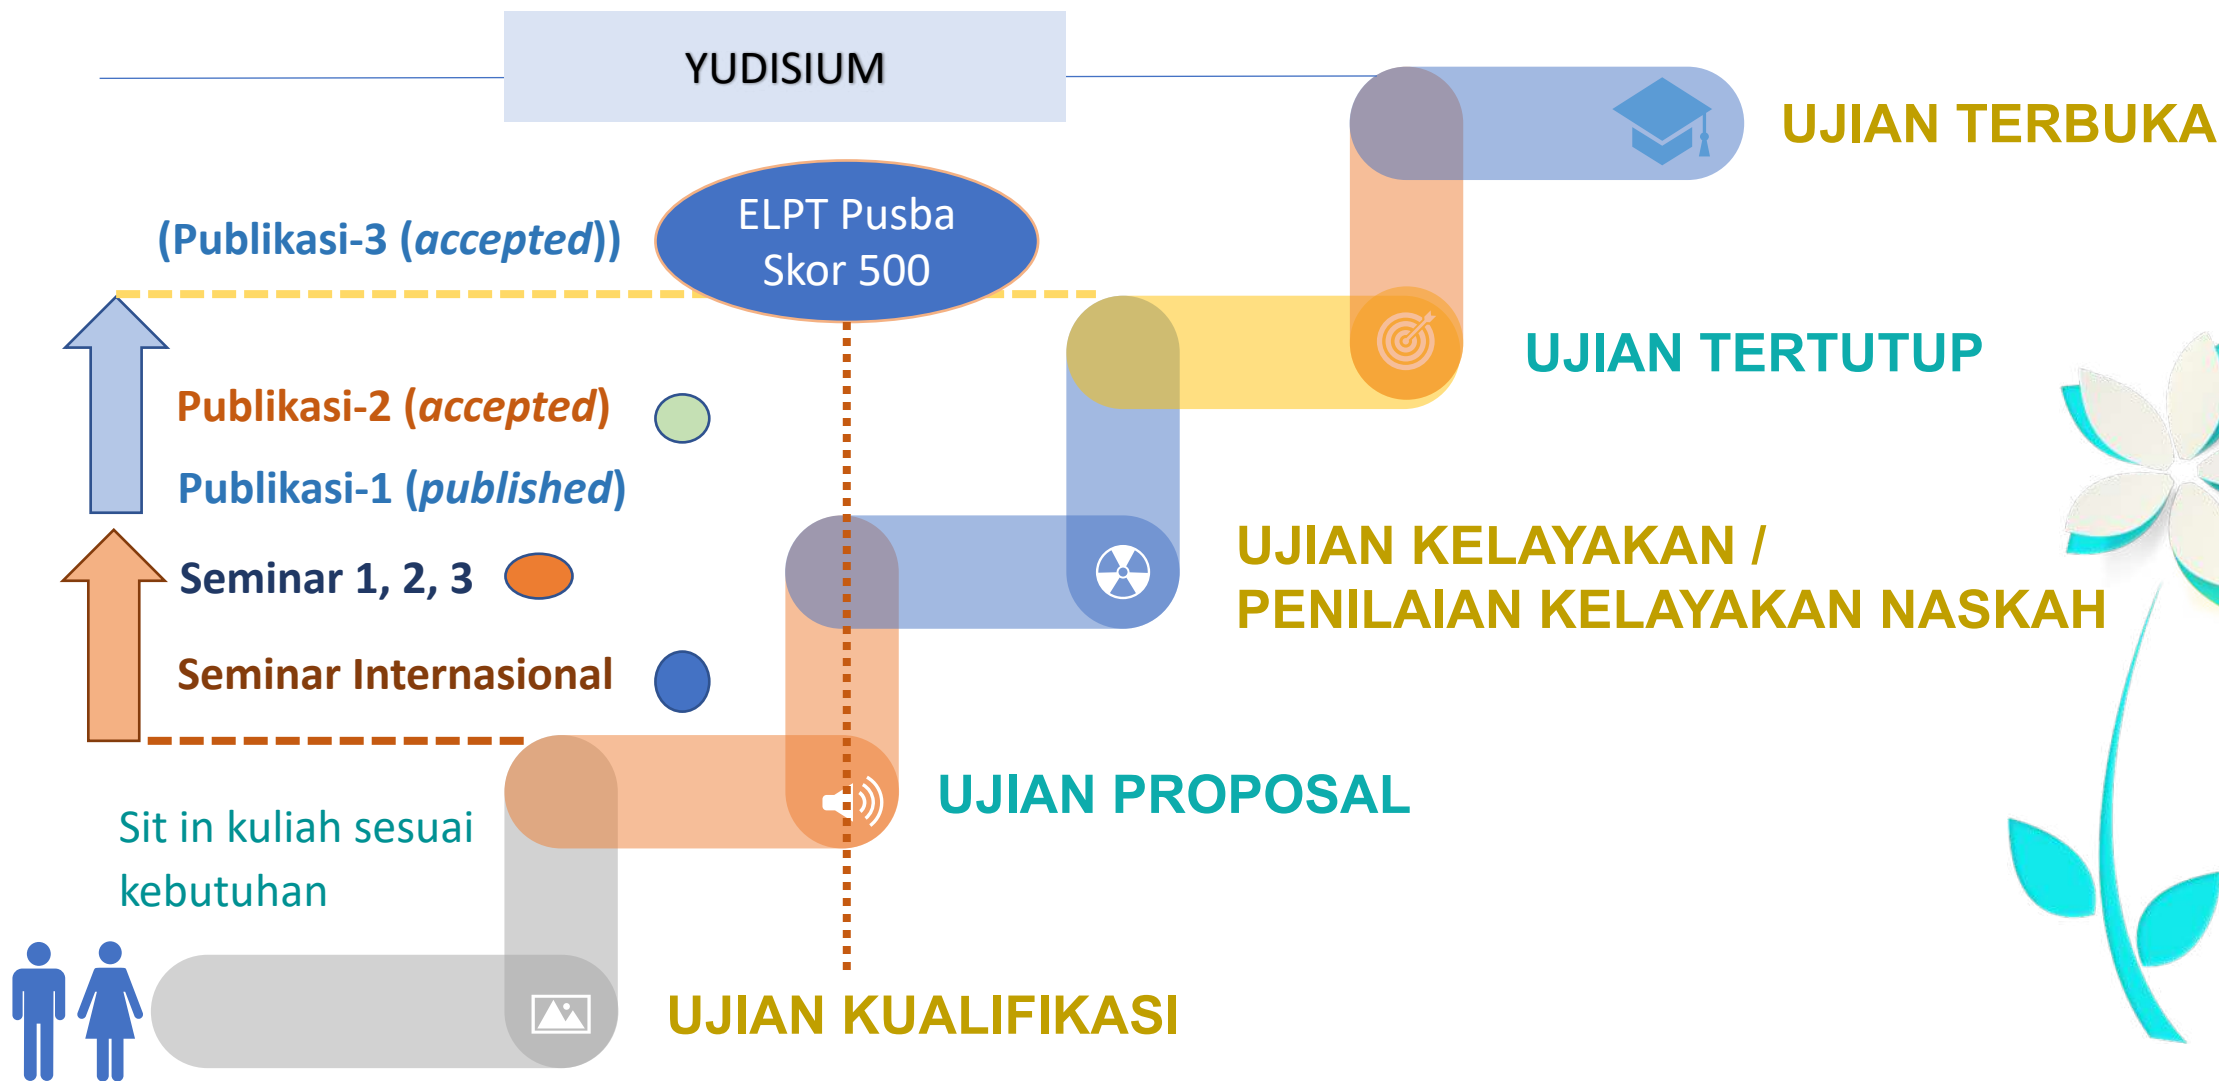 YUDISIUM
UJIAN TERBUKA
(Publikasi-3 (accepted))
ELPT Pusba
Skor 500
UJIAN TERTUTUP
Publikasi-2 (accepted)
Publikasi-1 (published)
UJIAN KELAYAKAN /
PENILAIAN KELAYAKAN NASKAH
Seminar 1, 2, 3
Seminar Internasional
UJIAN PROPOSAL
Sit in kuliah sesuai
kebutuhan
UJIAN KUALIFIKASI